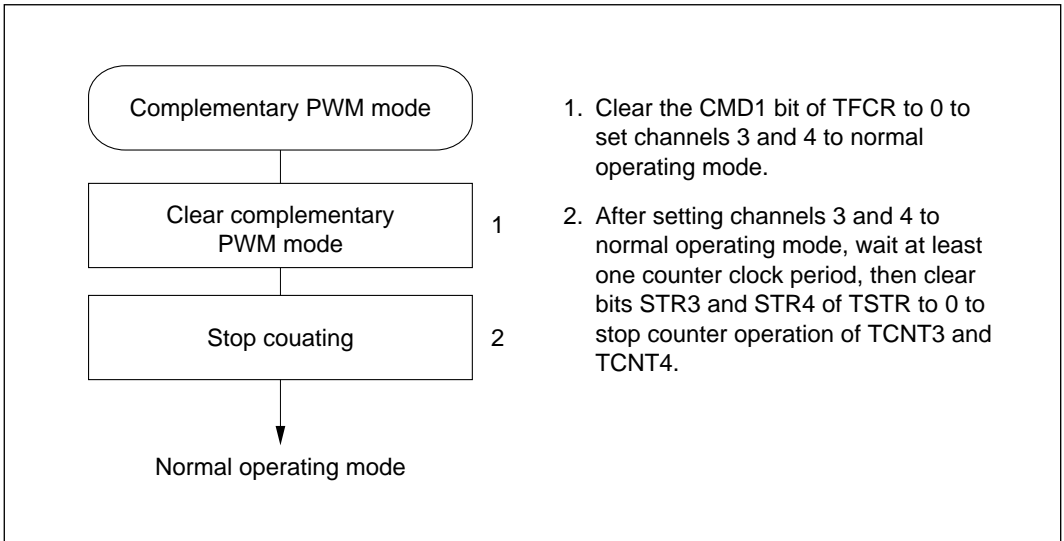 Complementary PWM mode
Clear complementary
PWM mode
1
Stop couating
2
Normal operating mode
1. Clear the CMD1 bit of TFCR to 0 to
set channels 3 and 4 to normal
operating mode.
2. After setting channels 3 and 4 to
normal operating mode, wait at least
one counter clock period, then clear
bits STR3 and STR4 of TSTR to 0 to
stop counter operation of TCNT3 and
TCNT4.